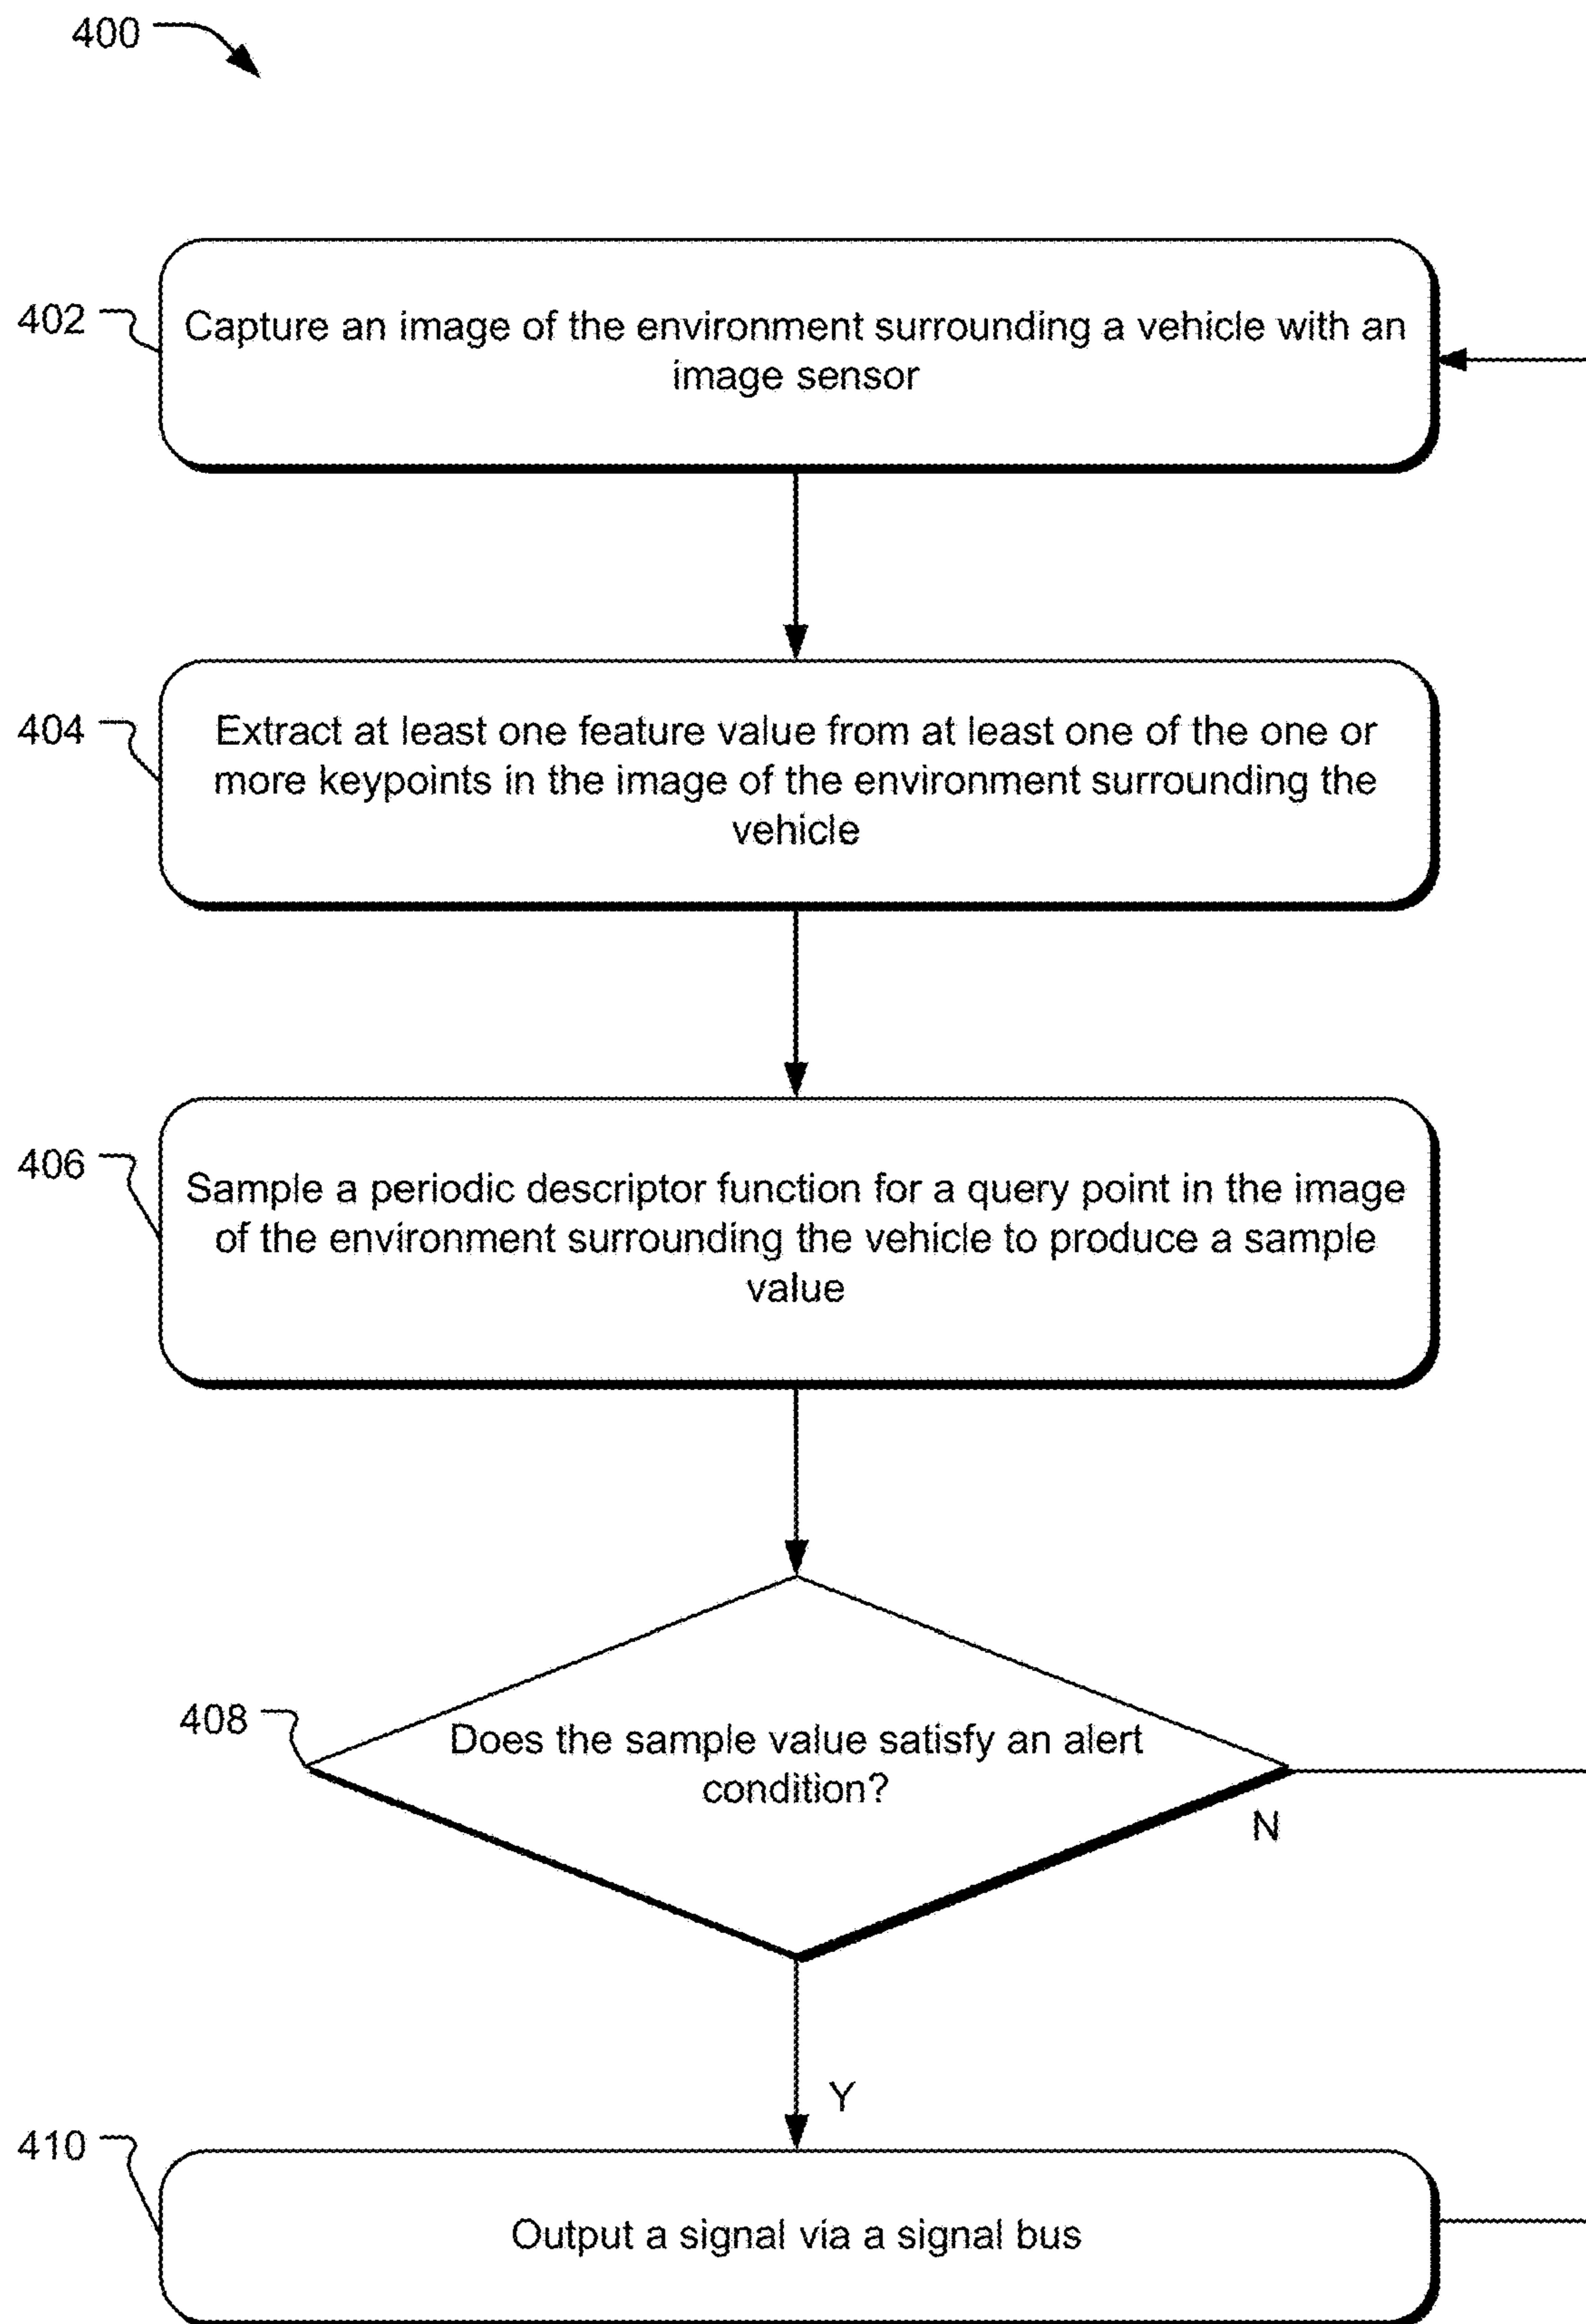 400
402
Capture an image of the environment surrounding a vehicle with an
image sensor
404
Extract at least one feature value from at least one of the one or
more keypoints in the image of the environment surrounding the
vehicle
406
Sample a periodic descriptor function for a query point in the image
of the environment surrounding the vehicle to produce a sample
value
408
Does the sample value satisfy an alert
condition?
N
Y
410
Output a signal via a signal bus